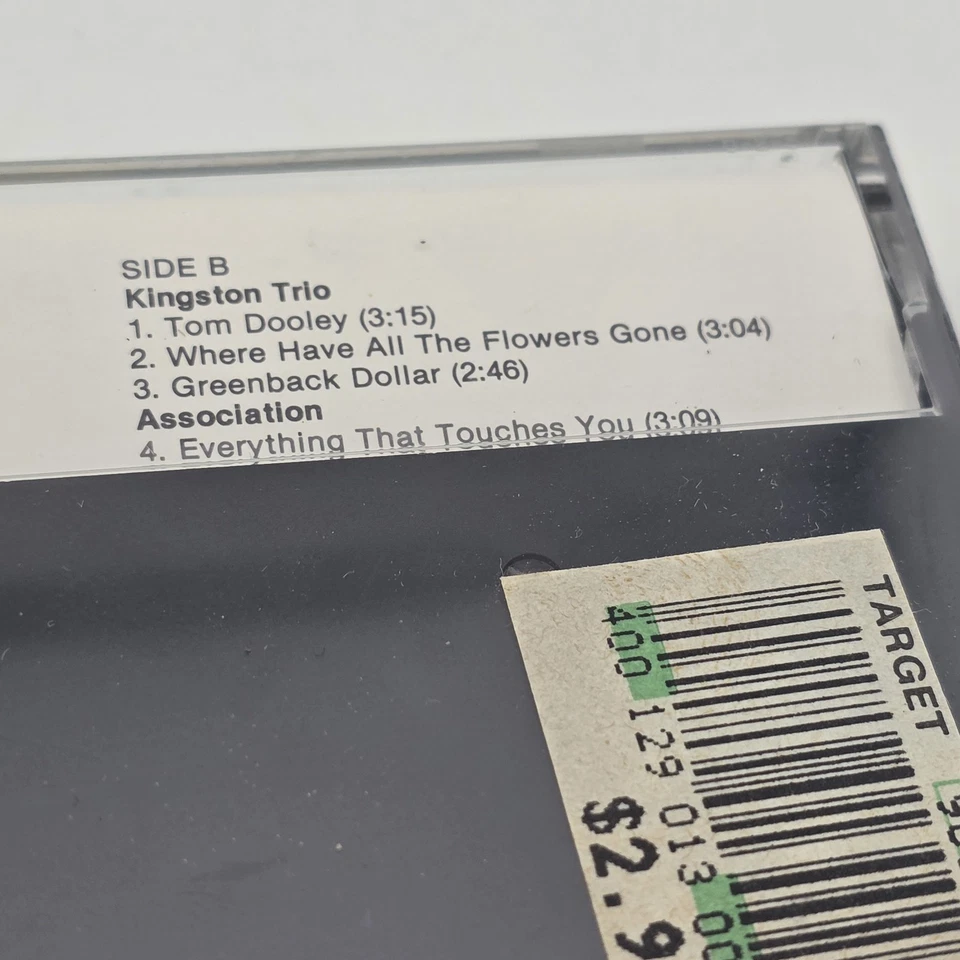 SIDE B
Kingston Trio
1. Tom Dooley (3:15)
2. Where Have All The Flowers Gone (3:04)
3. Greenback Dollar (2:46)
Association
4. Everything That Touches You (3:09)
TARGET
400 129 013 00
$2.9